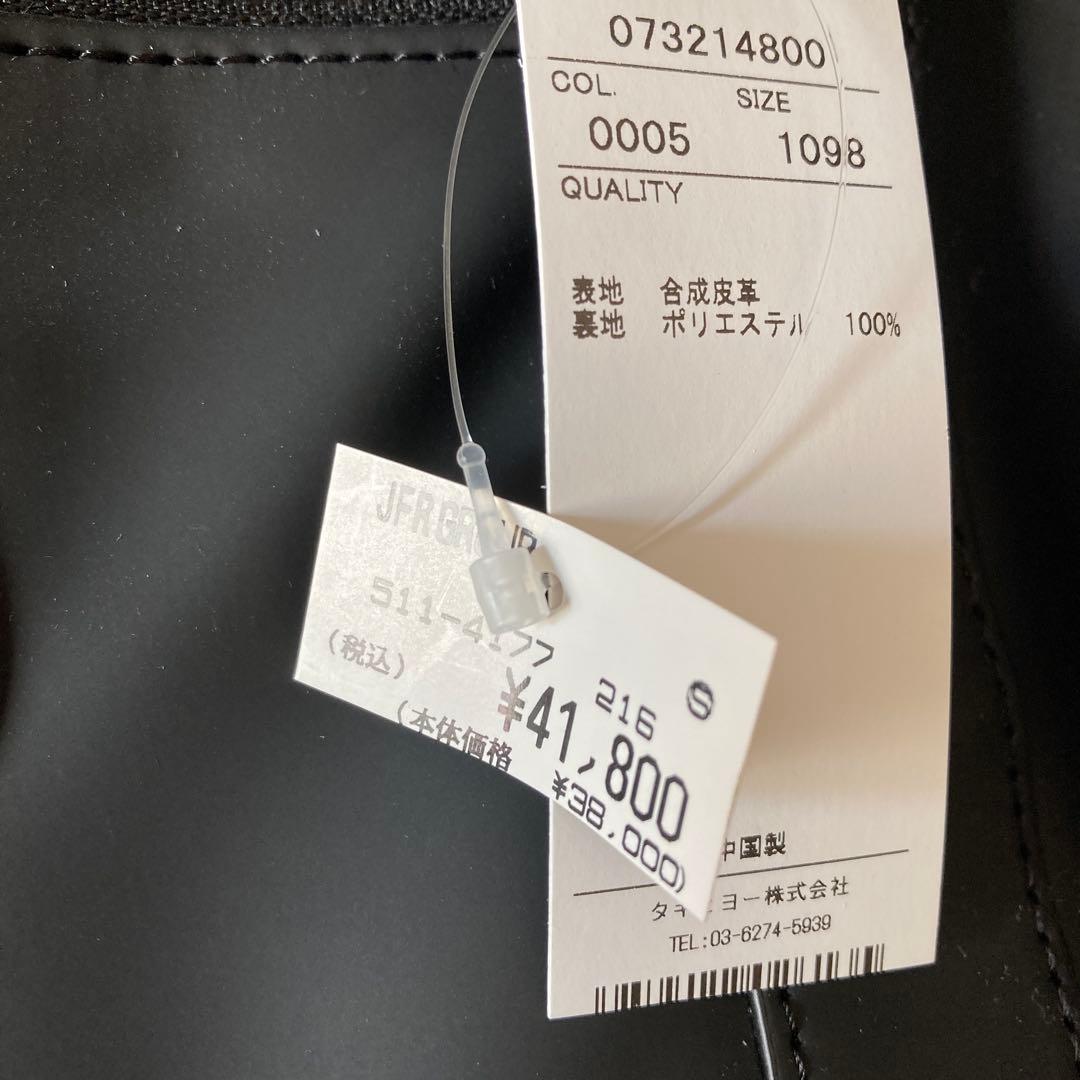 073214800
COL.
SIZE
0005 1098
QUALITY
表地 合成皮革
裏地 ポリエステル 100%
JFR GROUP
511-4177
216 S
(税込) ¥41,800
(本体価格 ¥38,000)
中国製
ヨー株式会社
TEL:03-6274-5939